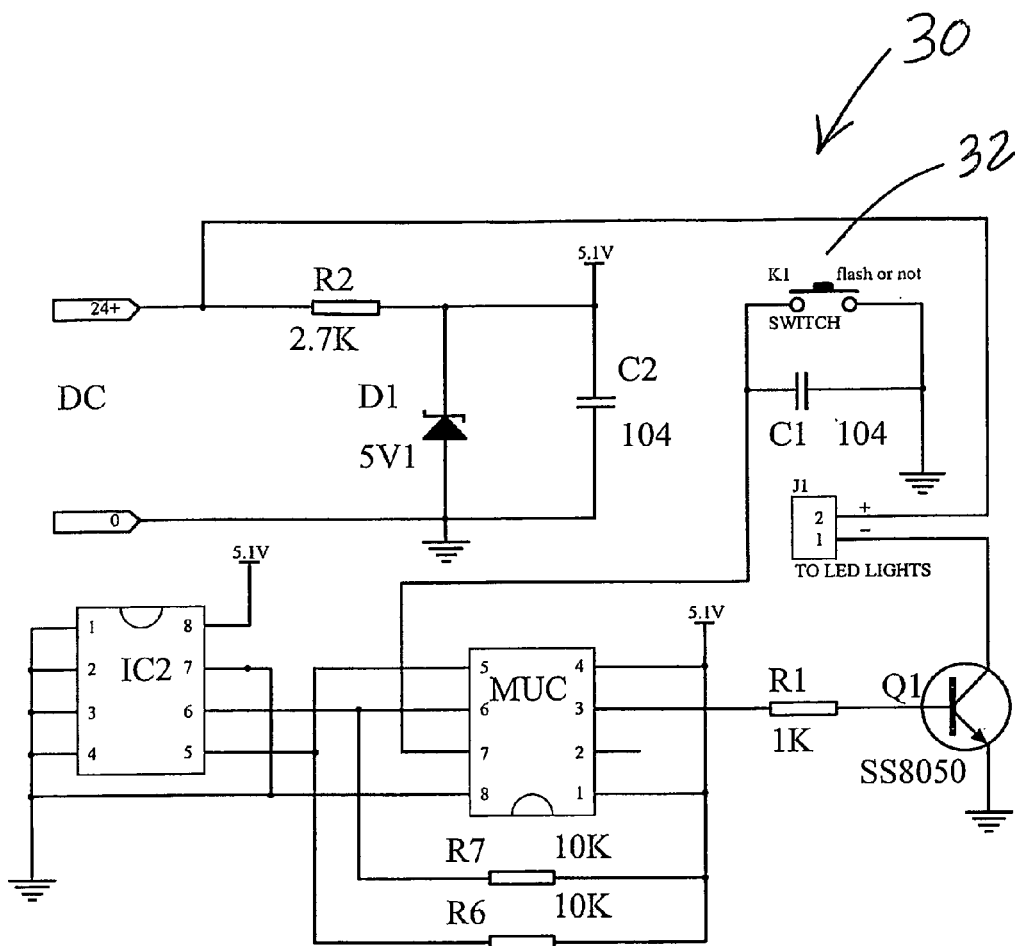 30
32
5.1V
R2
K1 flash or not
24+
SWITCH
2.7K
C2
DC
D1
C1 104
104
5V1
J1
0
2 +
1 −
TO LED LIGHTS
5.1V
5.1V
1 8
2 IC2 7
3 6
4 5
5 MUC 4
6 3
7 2
8 1
R1
1K
Q1
SS8050
R7 10K
R6 10K